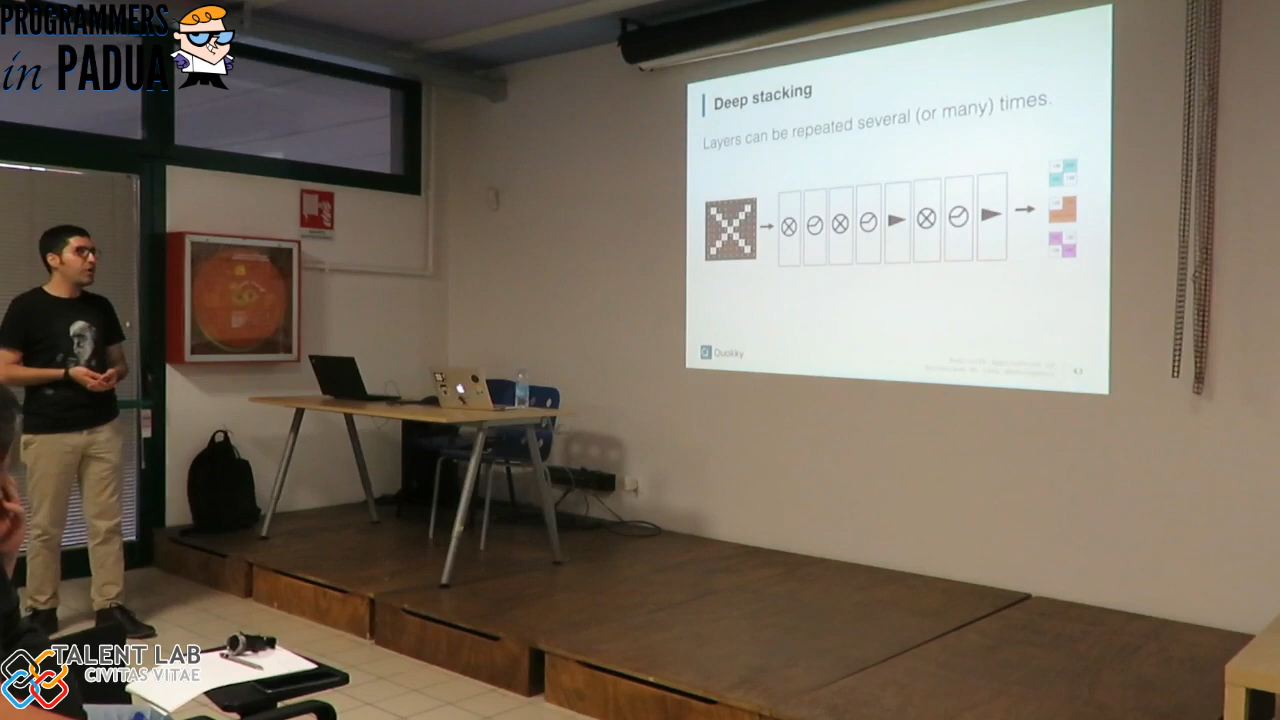 PROGRAMMERS
in PADUA
Deep stacking
Layers can be repeated several (or many) times.
Quokky
TALENT LAB
CIVITAS VITAE